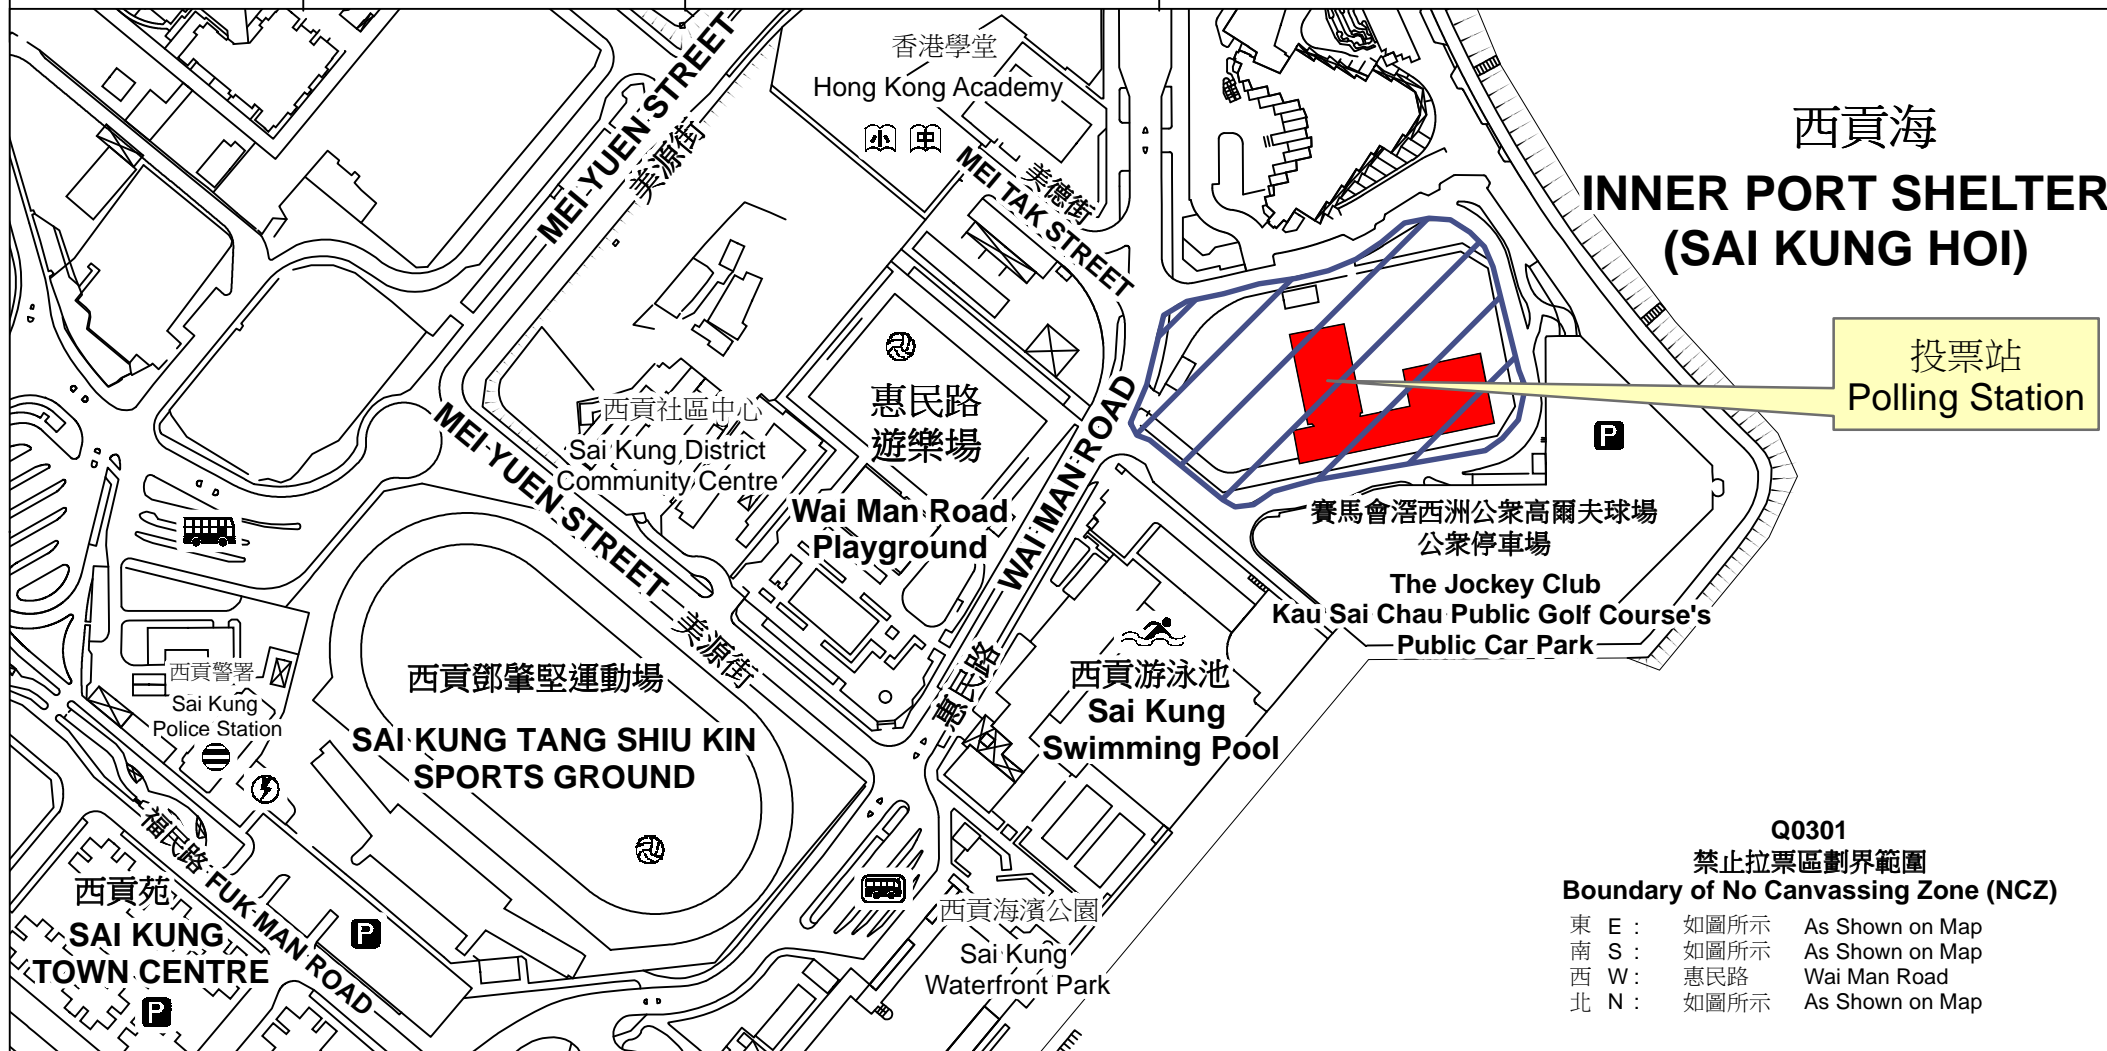 香港學堂
Hong Kong Academy
小 中
MEI YUEN STREET
美源街
MEI TAK STREET
美德街
西貢海
INNER PORT SHELTER
(SAI KUNG HOI)
投票站
Polling Station
惠民路
遊樂場
Wai Man Road
Playground
西貢社區中心
Sai Kung District
Community Centre
MEI YUEN STREET
美源街
WAI MAN ROAD
惠民路
P
賽馬會滘西洲公衆高爾夫球場
公衆停車場
The Jockey Club
Kau Sai Chau Public Golf Course's
Public Car Park
西貢游泳池
Sai Kung
Swimming Pool
西貢鄧肇堅運動場
SAI KUNG TANG SHIU KIN
SPORTS GROUND
西貢警署
Sai Kung
Police Station
福民路 FUK MAN ROAD
西貢苑
SAI KUNG
TOWN CENTRE
P
P
西貢海濱公園
Sai Kung
Waterfront Park
Q0301
禁止拉票區劃界範圍
Boundary of No Canvassing Zone (NCZ)
東 E : 如圖所示 As Shown on Map
南 S : 如圖所示 As Shown on Map
西 W : 惠民路 Wai Man Road
北 N : 如圖所示 As Shown on Map